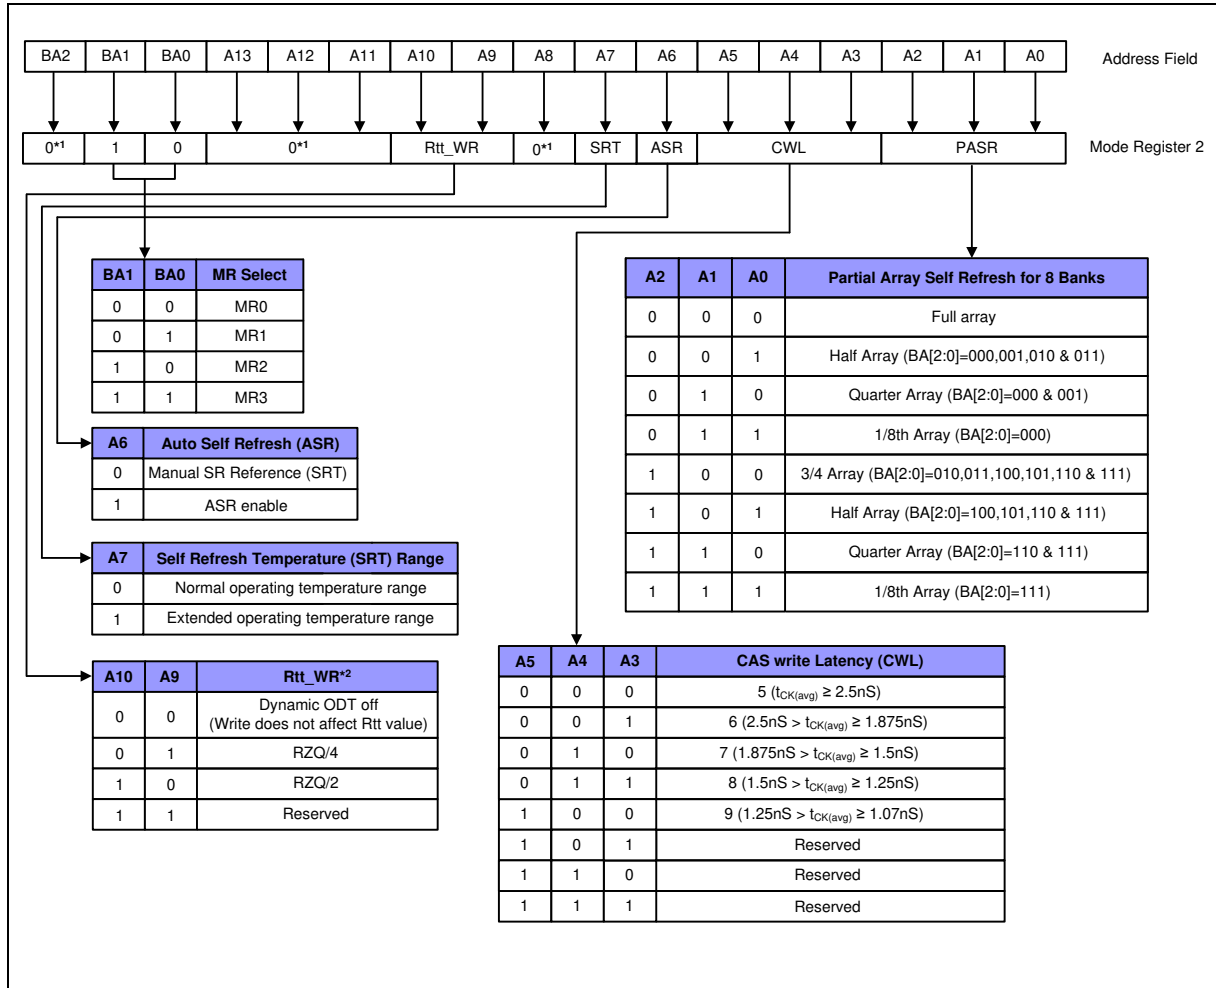 BA2 BA1 BA0 A13 A12 A11 A10 A9 A8 A7 A6 A5 A4 A3 A2 A1 A0 Address Field
0*1 1 0 0*1 Rtt_WR 0*1 SRT ASR CWL PASR Mode Register 2
BA1 BA0 MR Select
0 0 MR0
0 1 MR1
1 0 MR2
1 1 MR3
A6 Auto Self Refresh (ASR)
0 Manual SR Reference (SRT)
1 ASR enable
A7 Self Refresh Temperature (SRT) Range
0 Normal operating temperature range
1 Extended operating temperature range
A10 A9 Rtt_WR*2
0 0 Dynamic ODT off
(Write does not affect Rtt value)
0 1 RZQ/4
1 0 RZQ/2
1 1 Reserved
A2 A1 A0 Partial Array Self Refresh for 8 Banks
0 0 0 Full array
0 0 1 Half Array (BA[2:0]=000,001,010 & 011)
0 1 0 Quarter Array (BA[2:0]=000 & 001)
0 1 1 1/8th Array (BA[2:0]=000)
1 0 0 3/4 Array (BA[2:0]=010,011,100,101,110 & 111)
1 0 1 Half Array (BA[2:0]=100,101,110 & 111)
1 1 0 Quarter Array (BA[2:0]=110 & 111)
1 1 1 1/8th Array (BA[2:0]=111)
A5 A4 A3 CAS write Latency (CWL)
0 0 0 5 (tCK(avg) ≥ 2.5nS)
0 0 1 6 (2.5nS > tCK(avg) ≥ 1.875nS)
0 1 0 7 (1.875nS > tCK(avg) ≥ 1.5nS)
0 1 1 8 (1.5nS > tCK(avg) ≥ 1.25nS)
1 0 0 9 (1.25nS > tCK(avg) ≥ 1.07nS)
1 0 1 Reserved
1 1 0 Reserved
1 1 1 Reserved